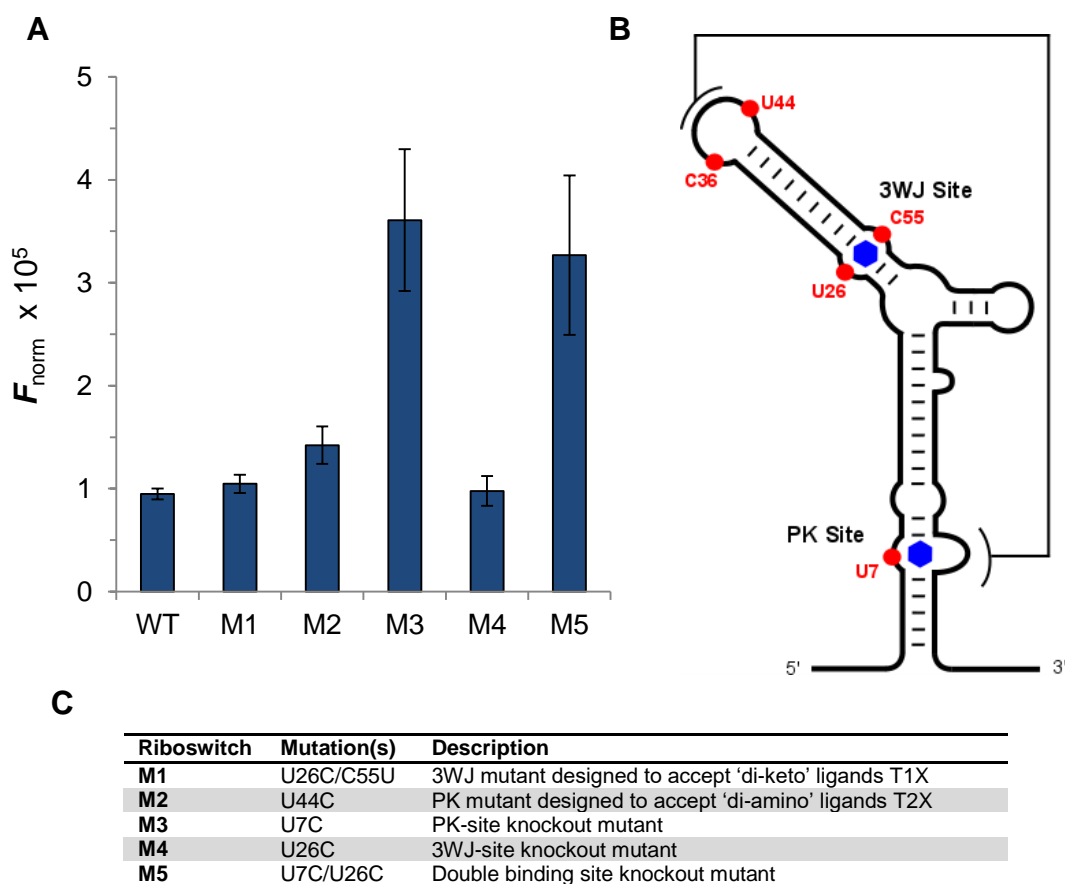 A
B
5
4
3
2
1
0
F norm x 10⁵
WT M1 M2 M3 M4 M5
U44
C36
3WJ Site
C55
U26
PK Site
U7
5' 3'
C
Riboswitch Mutation(s) Description
M1 U26C/C55U 3WJ mutant designed to accept ‘di-keto’ ligands T1X
M2 U44C PK mutant designed to accept ‘di-amino’ ligands T2X
M3 U7C PK-site knockout mutant
M4 U26C 3WJ-site knockout mutant
M5 U7C/U26C Double binding site knockout mutant